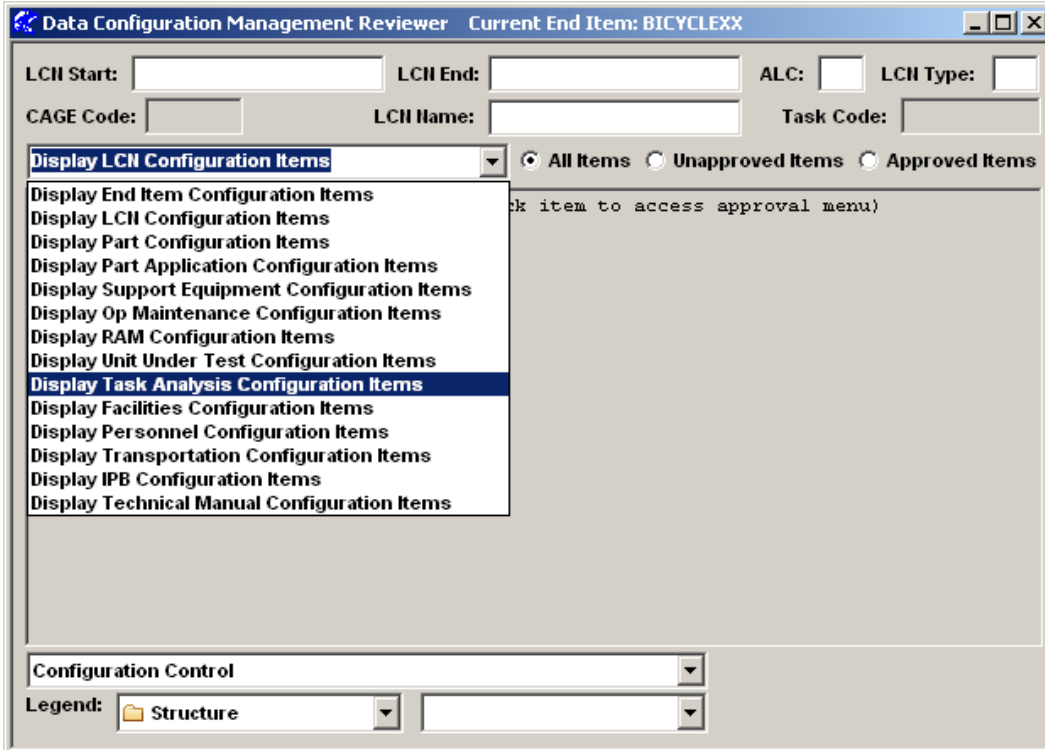 Data Configuration Management Reviewer Current End Item: BICYCLEXX
LCN Start: LCN End: ALC: LCN Type:
CAGE Code: LCN Name: Task Code:
Display LCN Configuration Items All Items Unapproved Items Approved Items
Display End Item Configuration Items
Display LCN Configuration Items
ck item to access approval menu)
Display Part Configuration Items
Display Part Application Configuration Items
Display Support Equipment Configuration Items
Display Op Maintenance Configuration Items
Display RAM Configuration Items
Display Unit Under Test Configuration Items
Display Task Analysis Configuration Items
Display Facilities Configuration Items
Display Personnel Configuration Items
Display Transportation Configuration Items
Display IPB Configuration Items
Display Technical Manual Configuration Items
Configuration Control
Legend: Structure